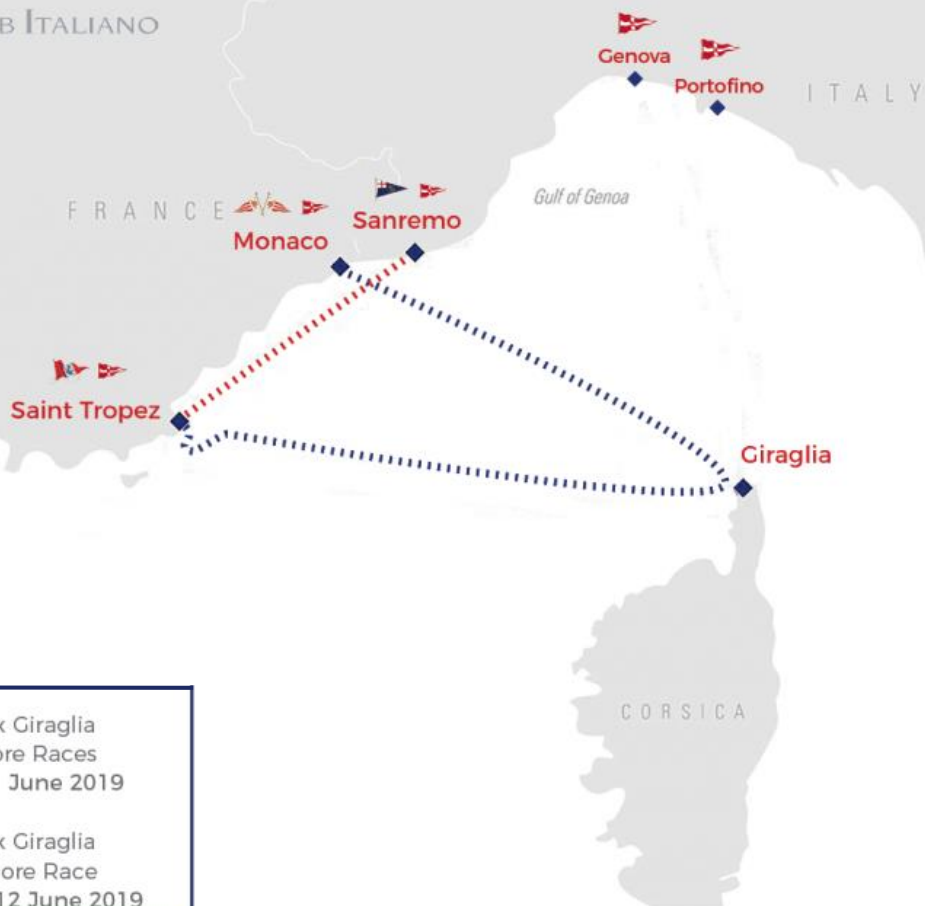 B ITALIANO
Genova
Portofino
ITALY
Gulf of Genoa
FRANCE
Monaco
Sanremo
Saint Tropez
Giraglia
CORSICA
x Giraglia
ore Races
June 2019
x Giraglia
ore Race
12 June 2019